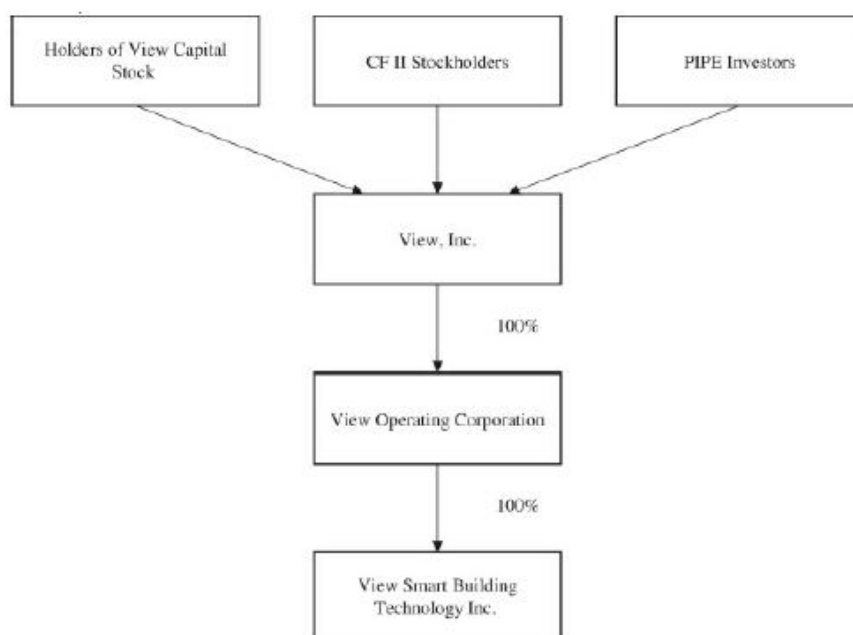 Holders of View Capital
Stock
CF II Stockholders
PIPE Investors
View, Inc.
100%
View Operating Corporation
100%
View Smart Building
Technology Inc.